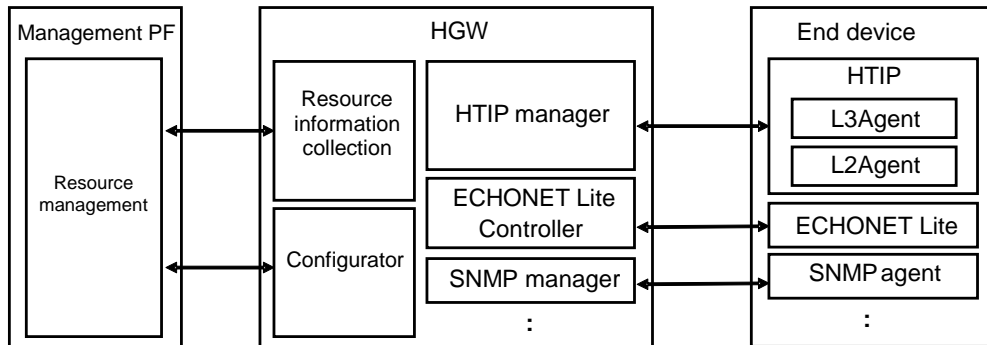 Management PF
Resource
management
HGW
Resource
information
collection
Configurator
HTIP manager
ECHONET Lite
Controller
SNMP manager
:
End device
HTIP
L3Agent
L2Agent
ECHONET Lite
SNMP agent
: